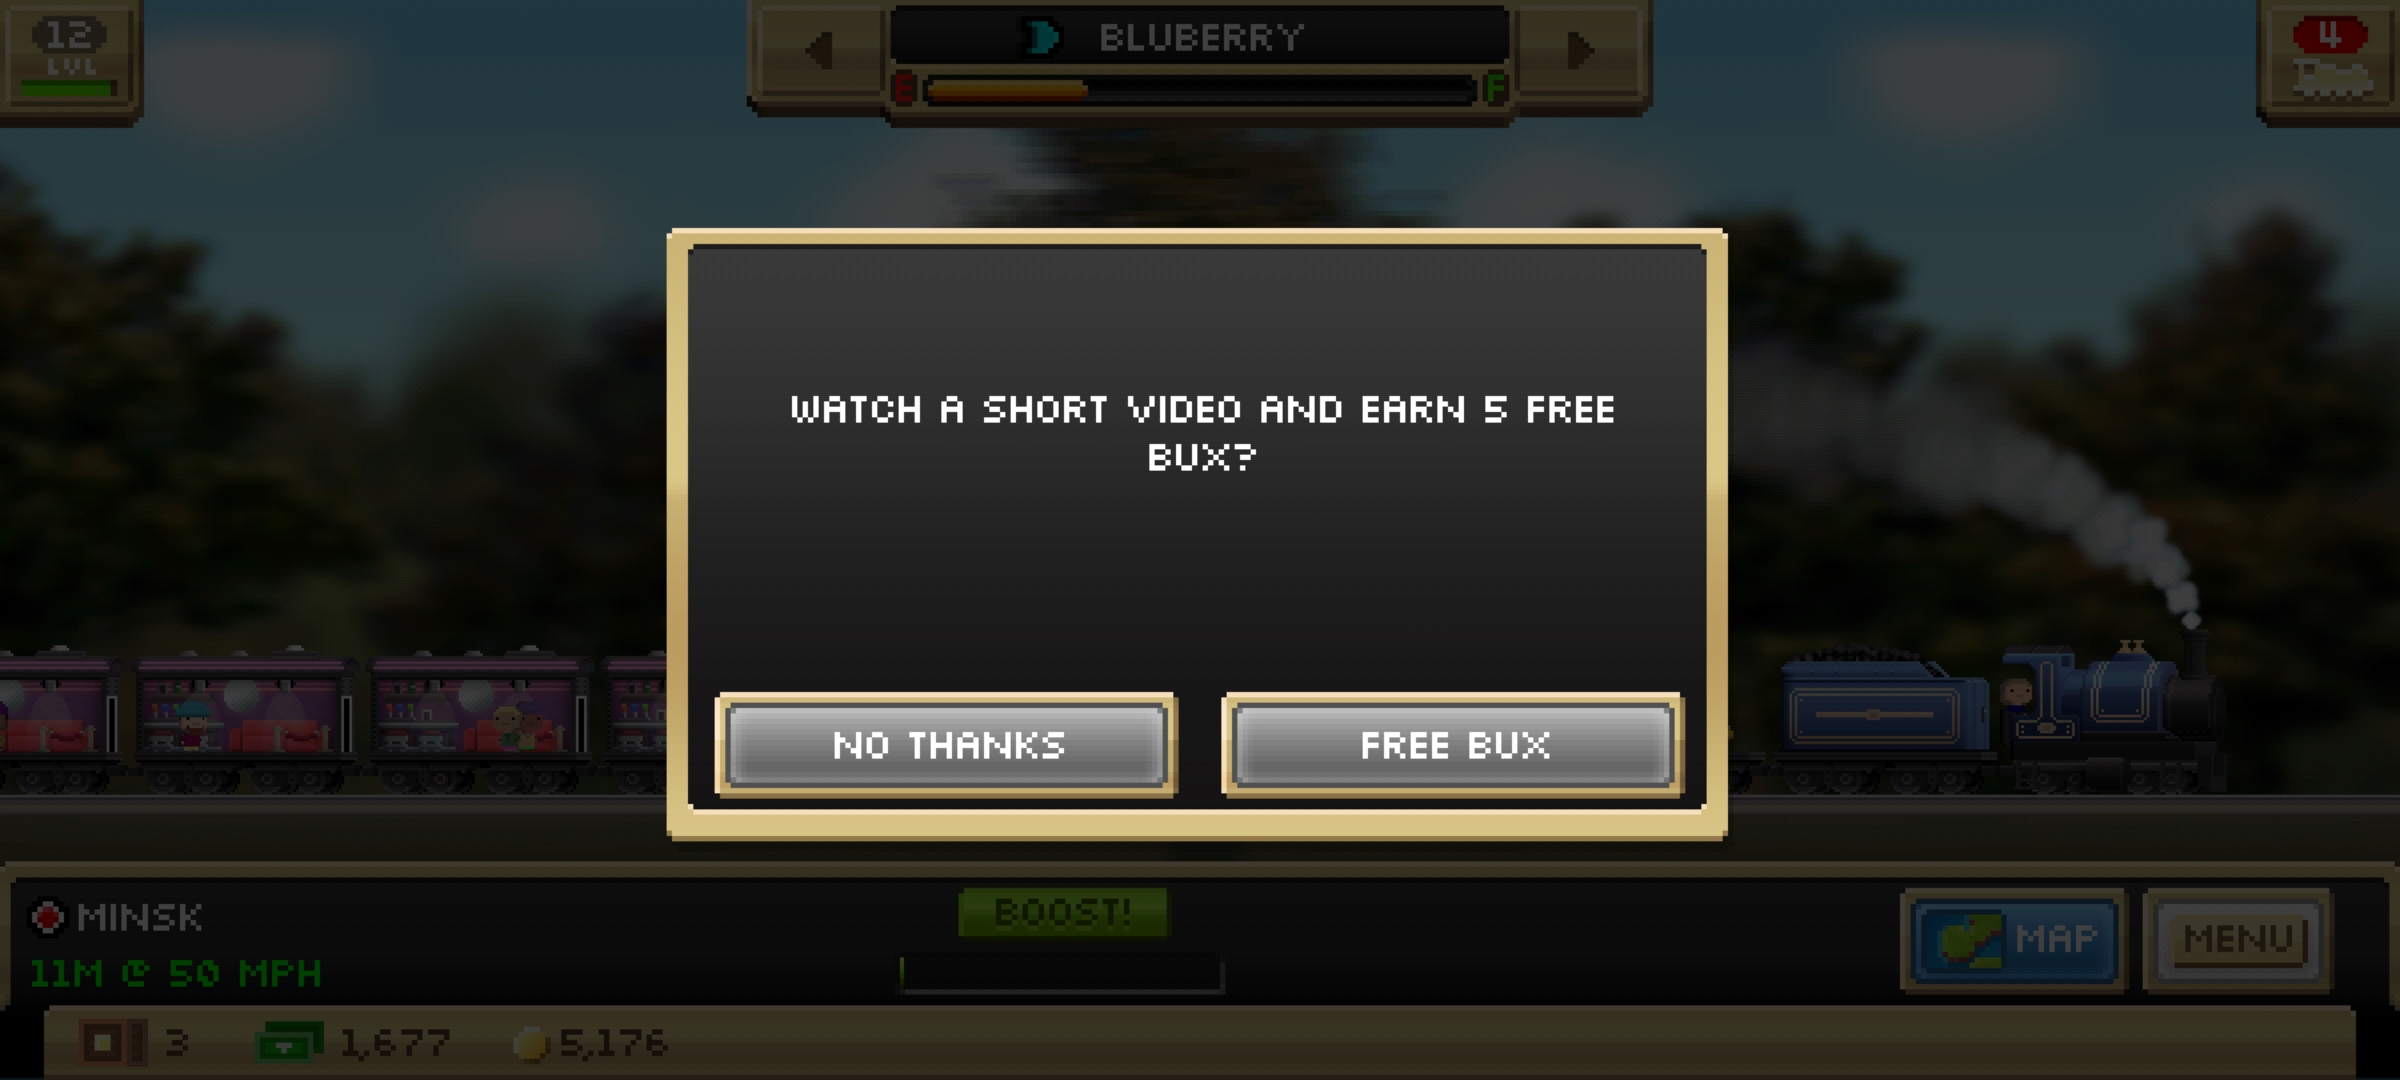 12
LVL
BLUBERRY
E F
4
WATCH A SHORT VIDEO AND EARN 5 FREE
BUX?
NO THANKS
FREE BUX
MINSK
11M @ 50 MPH
BOOST!
MAP
MENU
3
1,677
5,176